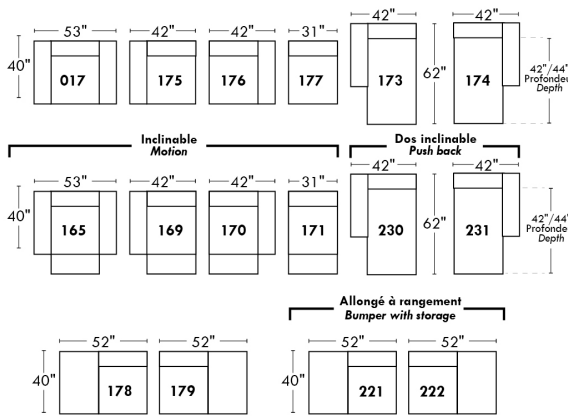 53" 42" 42" 31" 42" 42"
40" 017 175 176 177 173 62" 174 42"/44"
Profondeu
Depth
Inclinable
Motion
Dos inclinable
Push back
53" 42" 42" 31" 42" 42"
40" 165 169 170 171 230 62" 231 42"/44"
Profonde
Depth
Allongé à rangement
Bumper with storage
52" 52" 52" 52"
40" 178 179 40" 221 222